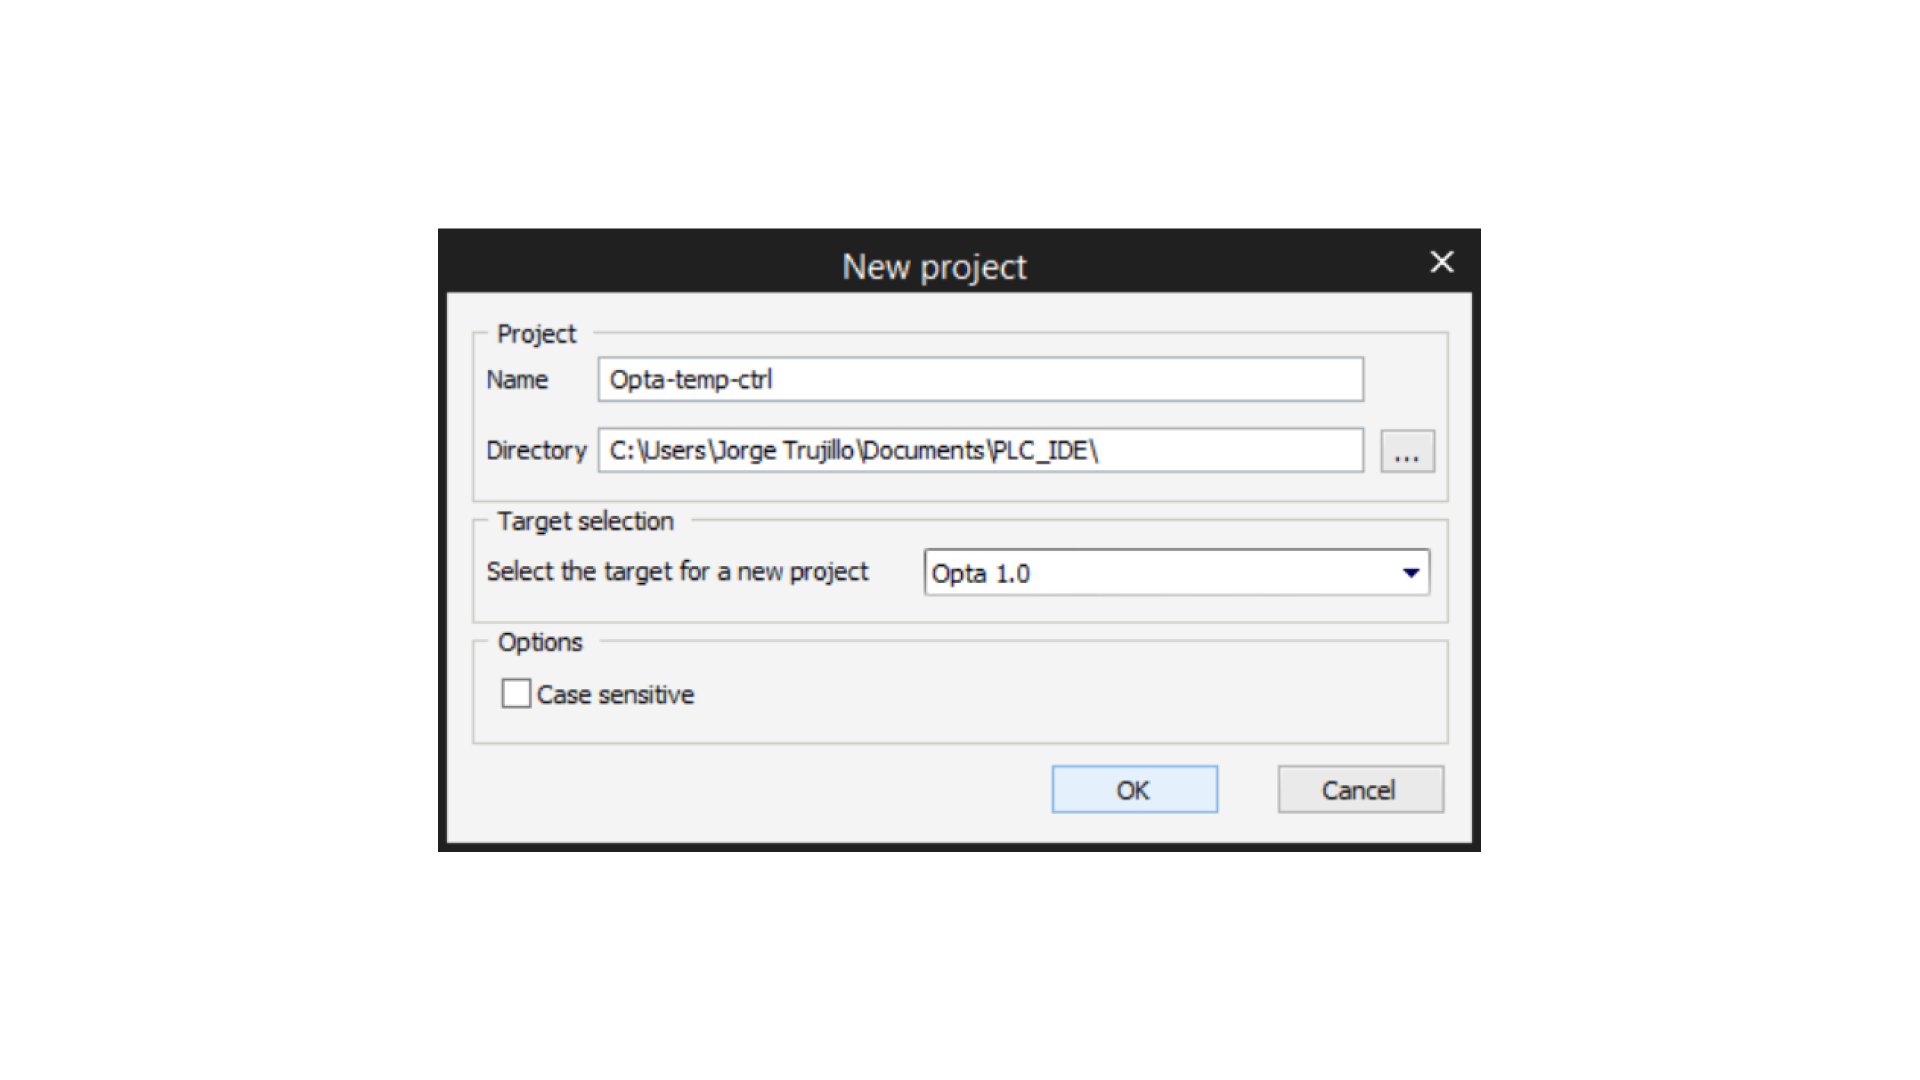 New project
Project
Name Opta-temp-ctrl
Directory C:\Users\Jorge Trujillo\Documents\PLC_IDE\ ...
Target selection
Select the target for a new project Opta 1.0
Options
Case sensitive
OK Cancel